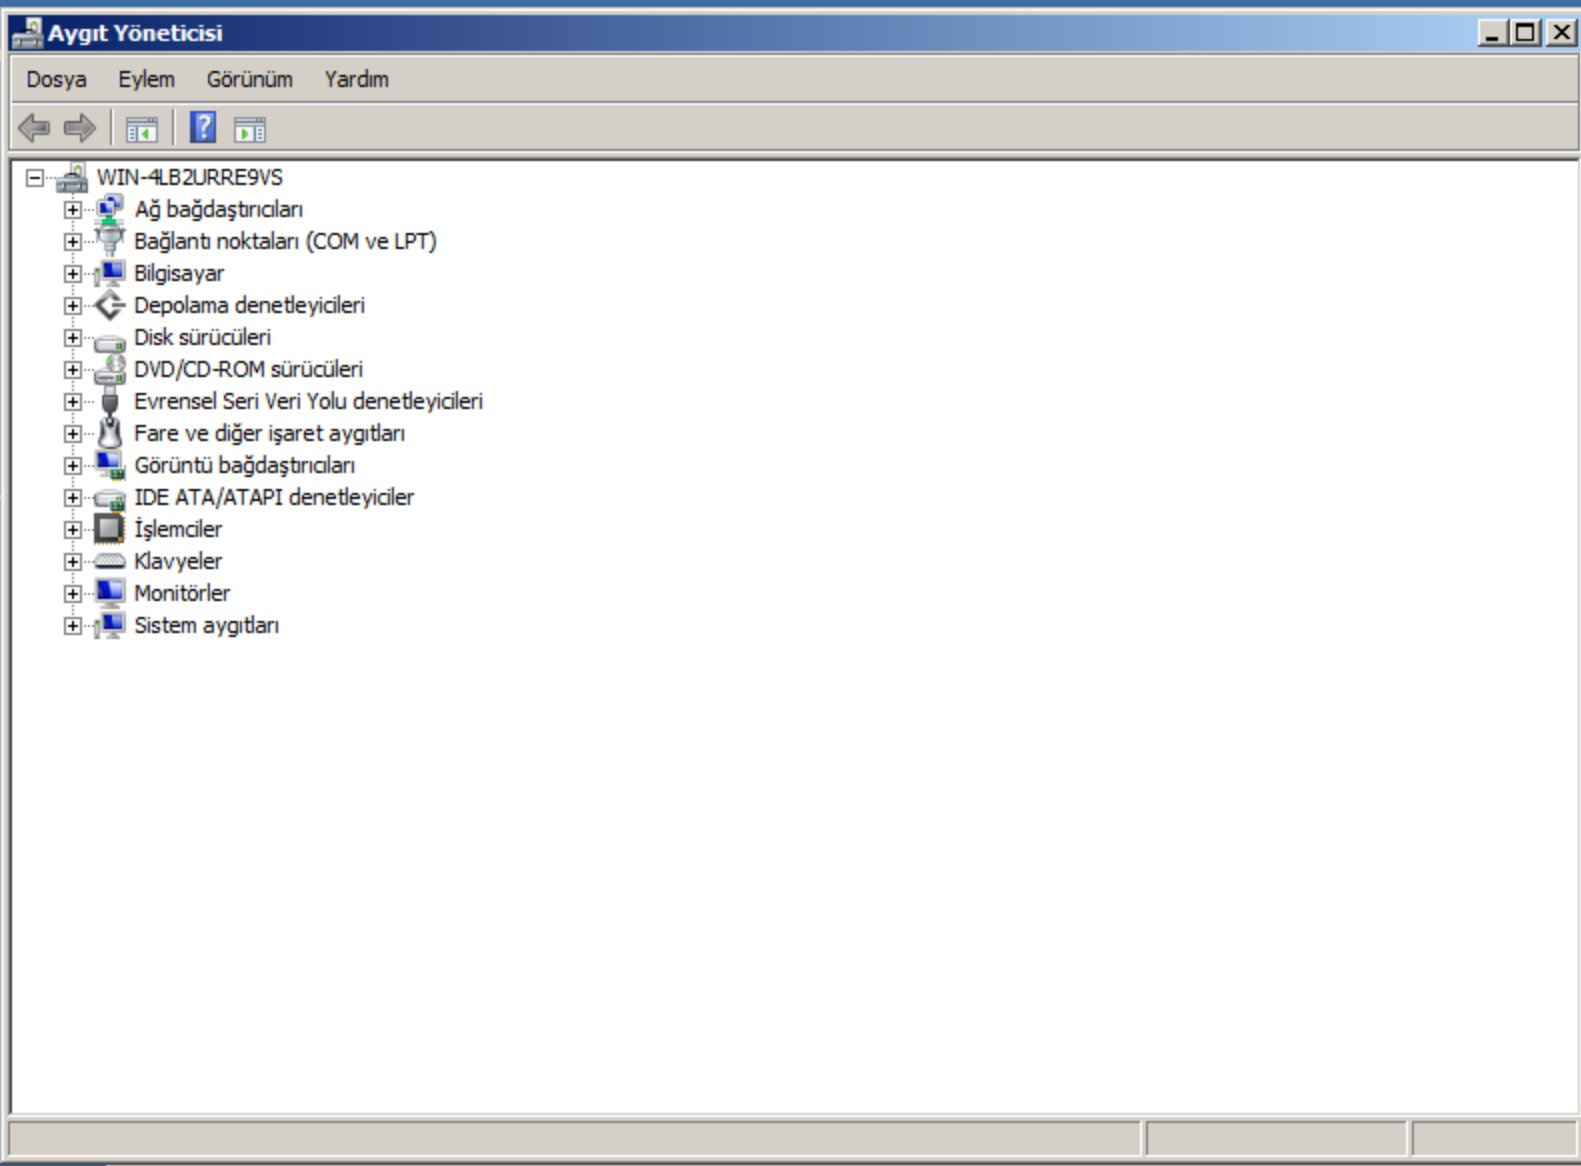 Aygıt Yöneticisi
Dosya Eylem Görünüm Yardım
WIN-4LB2URRE9VS
Ağ bağdaştırıcıları
Bağlantı noktaları (COM ve LPT)
Bilgisayar
Depolama denetleyicileri
Disk sürücüleri
DVD/CD-ROM sürücüleri
Evrensel Seri Veri Yolu denetleyicileri
Fare ve diğer işaret aygıtları
Görüntü bağdaştırıcıları
IDE ATA/ATAPI denetleyiciler
İşlemciler
Klavyeler
Monitörler
Sistem aygıtları